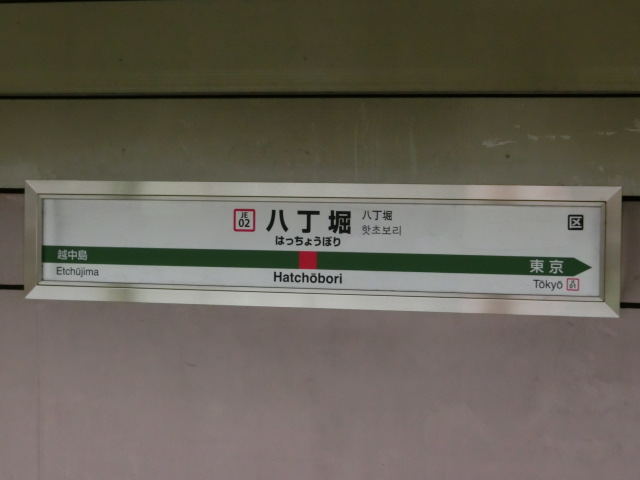 JE
02
八丁堀
八丁堀
핫초보리
はっちょうぼり
区
越中島
Etchūjima
Hatchōbori
東京
Tōkyō